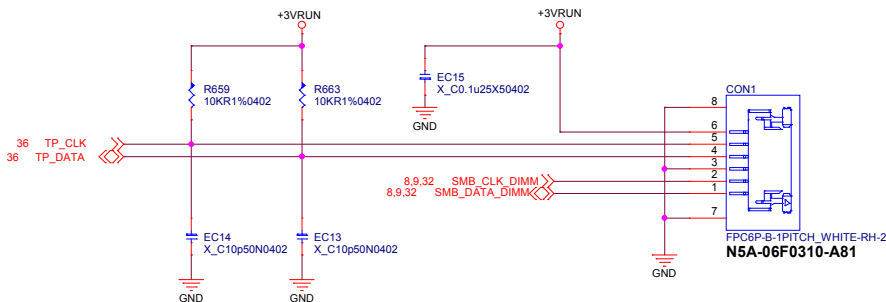 +3VRUN
+3VRUN
R659
10KR1%0402
R663
10KR1%0402
EC15
X_C0.1u25X50402
GND
CON1
8
6
5
4
3
2
1
7
36 TP_CLK
36 TP_DATA
8,9,32 SMB_CLK_DIMM
8,9,32 SMB_DATA_DIMM
EC14
X_C10p50N0402
EC13
X_C10p50N0402
GND
GND
GND
FPC6P-B-1PITCH_WHITE-RH-2
N5A-06F0310-A81